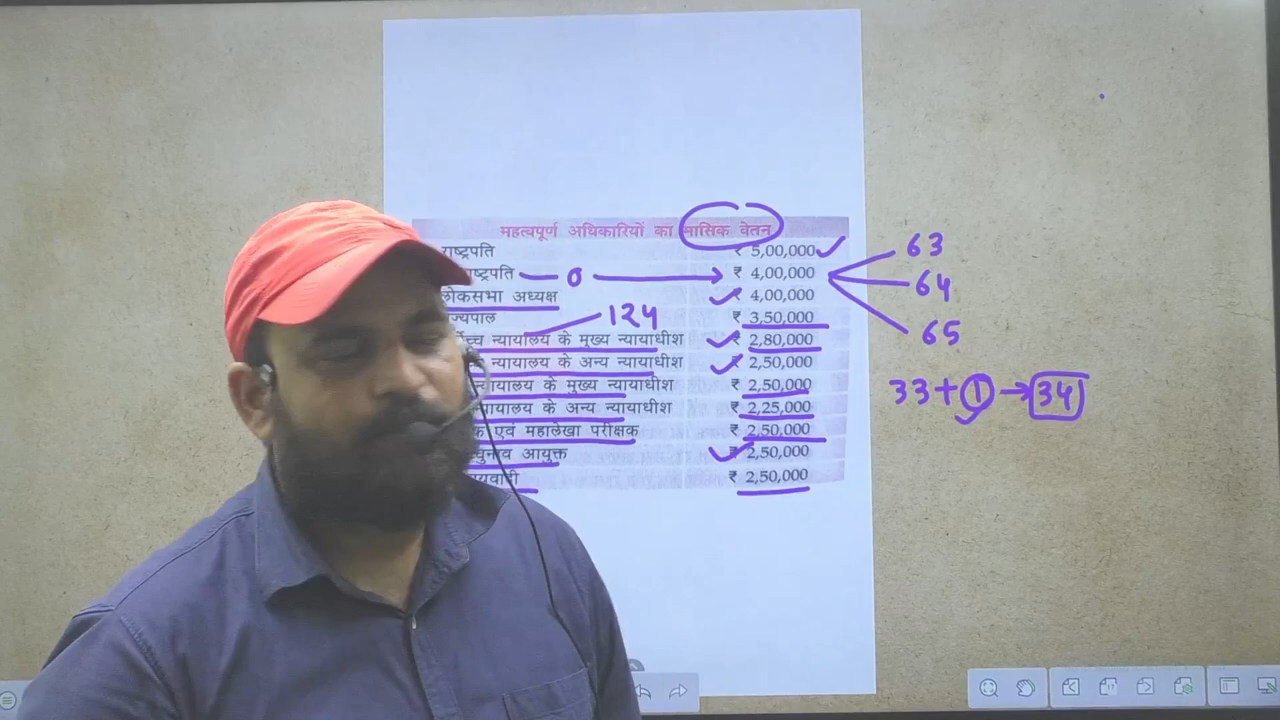 महत्वपूर्ण अधिकारियों का मासिक वेतन
राष्ट्रपति ₹ 5,00,000 63
0 ₹ 4,00,000 64
लोकसभा अध्यक्ष ₹ 4,00,000
124 ₹ 3,50,000 65
न्यायालय के मुख्य न्यायाधीश ₹ 2,80,000
न्यायालय के अन्य न्यायाधीश ₹ 2,50,000
न्यायालय के मुख्य न्यायाधीश ₹ 2,50,000 33+1→34
न्यायालय के अन्य न्यायाधीश ₹ 2,25,000
एवं महालेखा परीक्षक ₹ 2,50,000
चुनाव आयुक्त ₹ 2,50,000
₹ 2,50,000